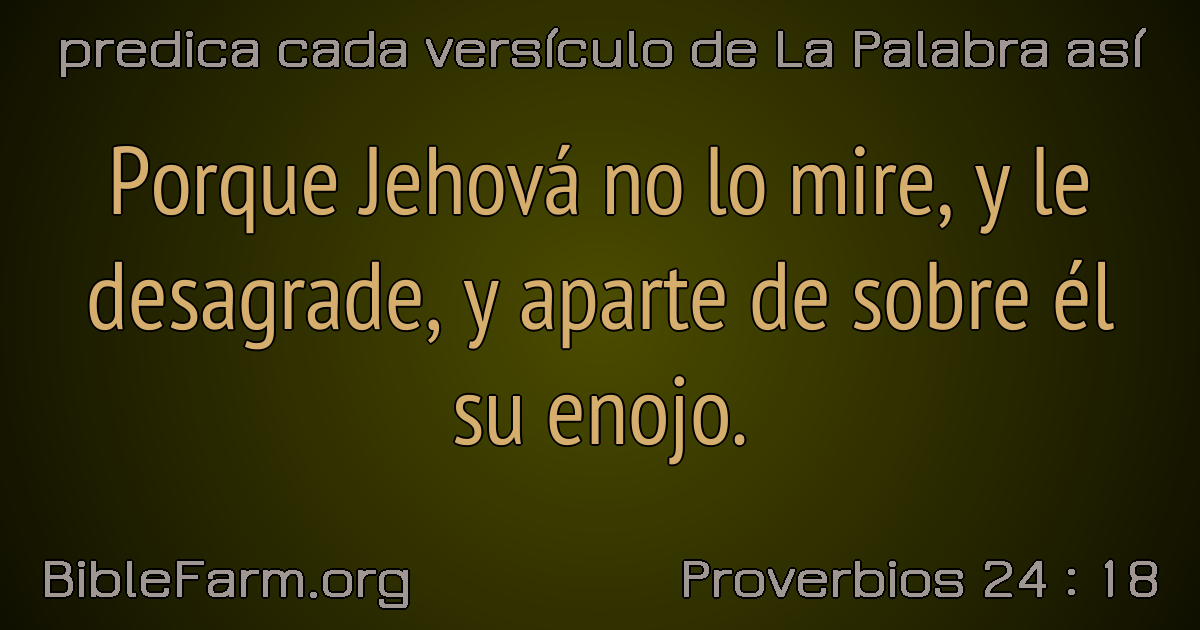 predica cada versículo de La Palabra así
Porque Jehová no lo mire, y le
desagrade, y aparte de sobre él
su enojo.
BibleFarm.org
Proverbios 24 : 18